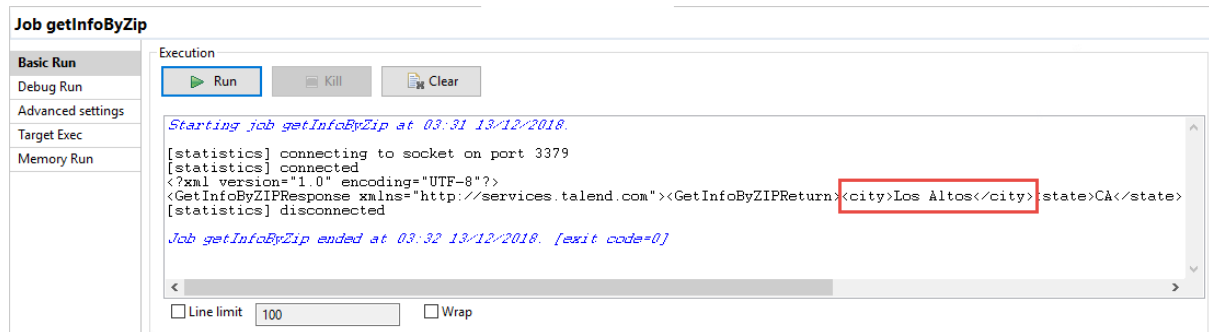 Job getInfoByZip
Basic Run
Debug Run
Advanced settings
Target Exec
Memory Run
Execution
Run
Kill
Clear
Starting job getInfoByZip at 03:31 13/12/2018.
[statistics] connecting to socket on port 3379
[statistics] connected
<?xml version="1.0" encoding="UTF-8"?>
<GetInfoByZIPResponse xmlns="http://services.talend.com"><GetInfoByZIPReturn><city>Los Altos</city><state>CA</state>
[statistics] disconnected
Job getInfoByZip ended at 03:32 13/12/2018. [exit code=0]
Line limit
100
Wrap